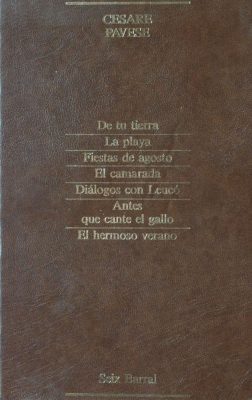 CESARE
PAVESE
De tu tierra
La playa
Fiestas de agosto
El camarada
Diálogos con Leucó
Antes
que cante el gallo
El hermoso verano
Seix Barral